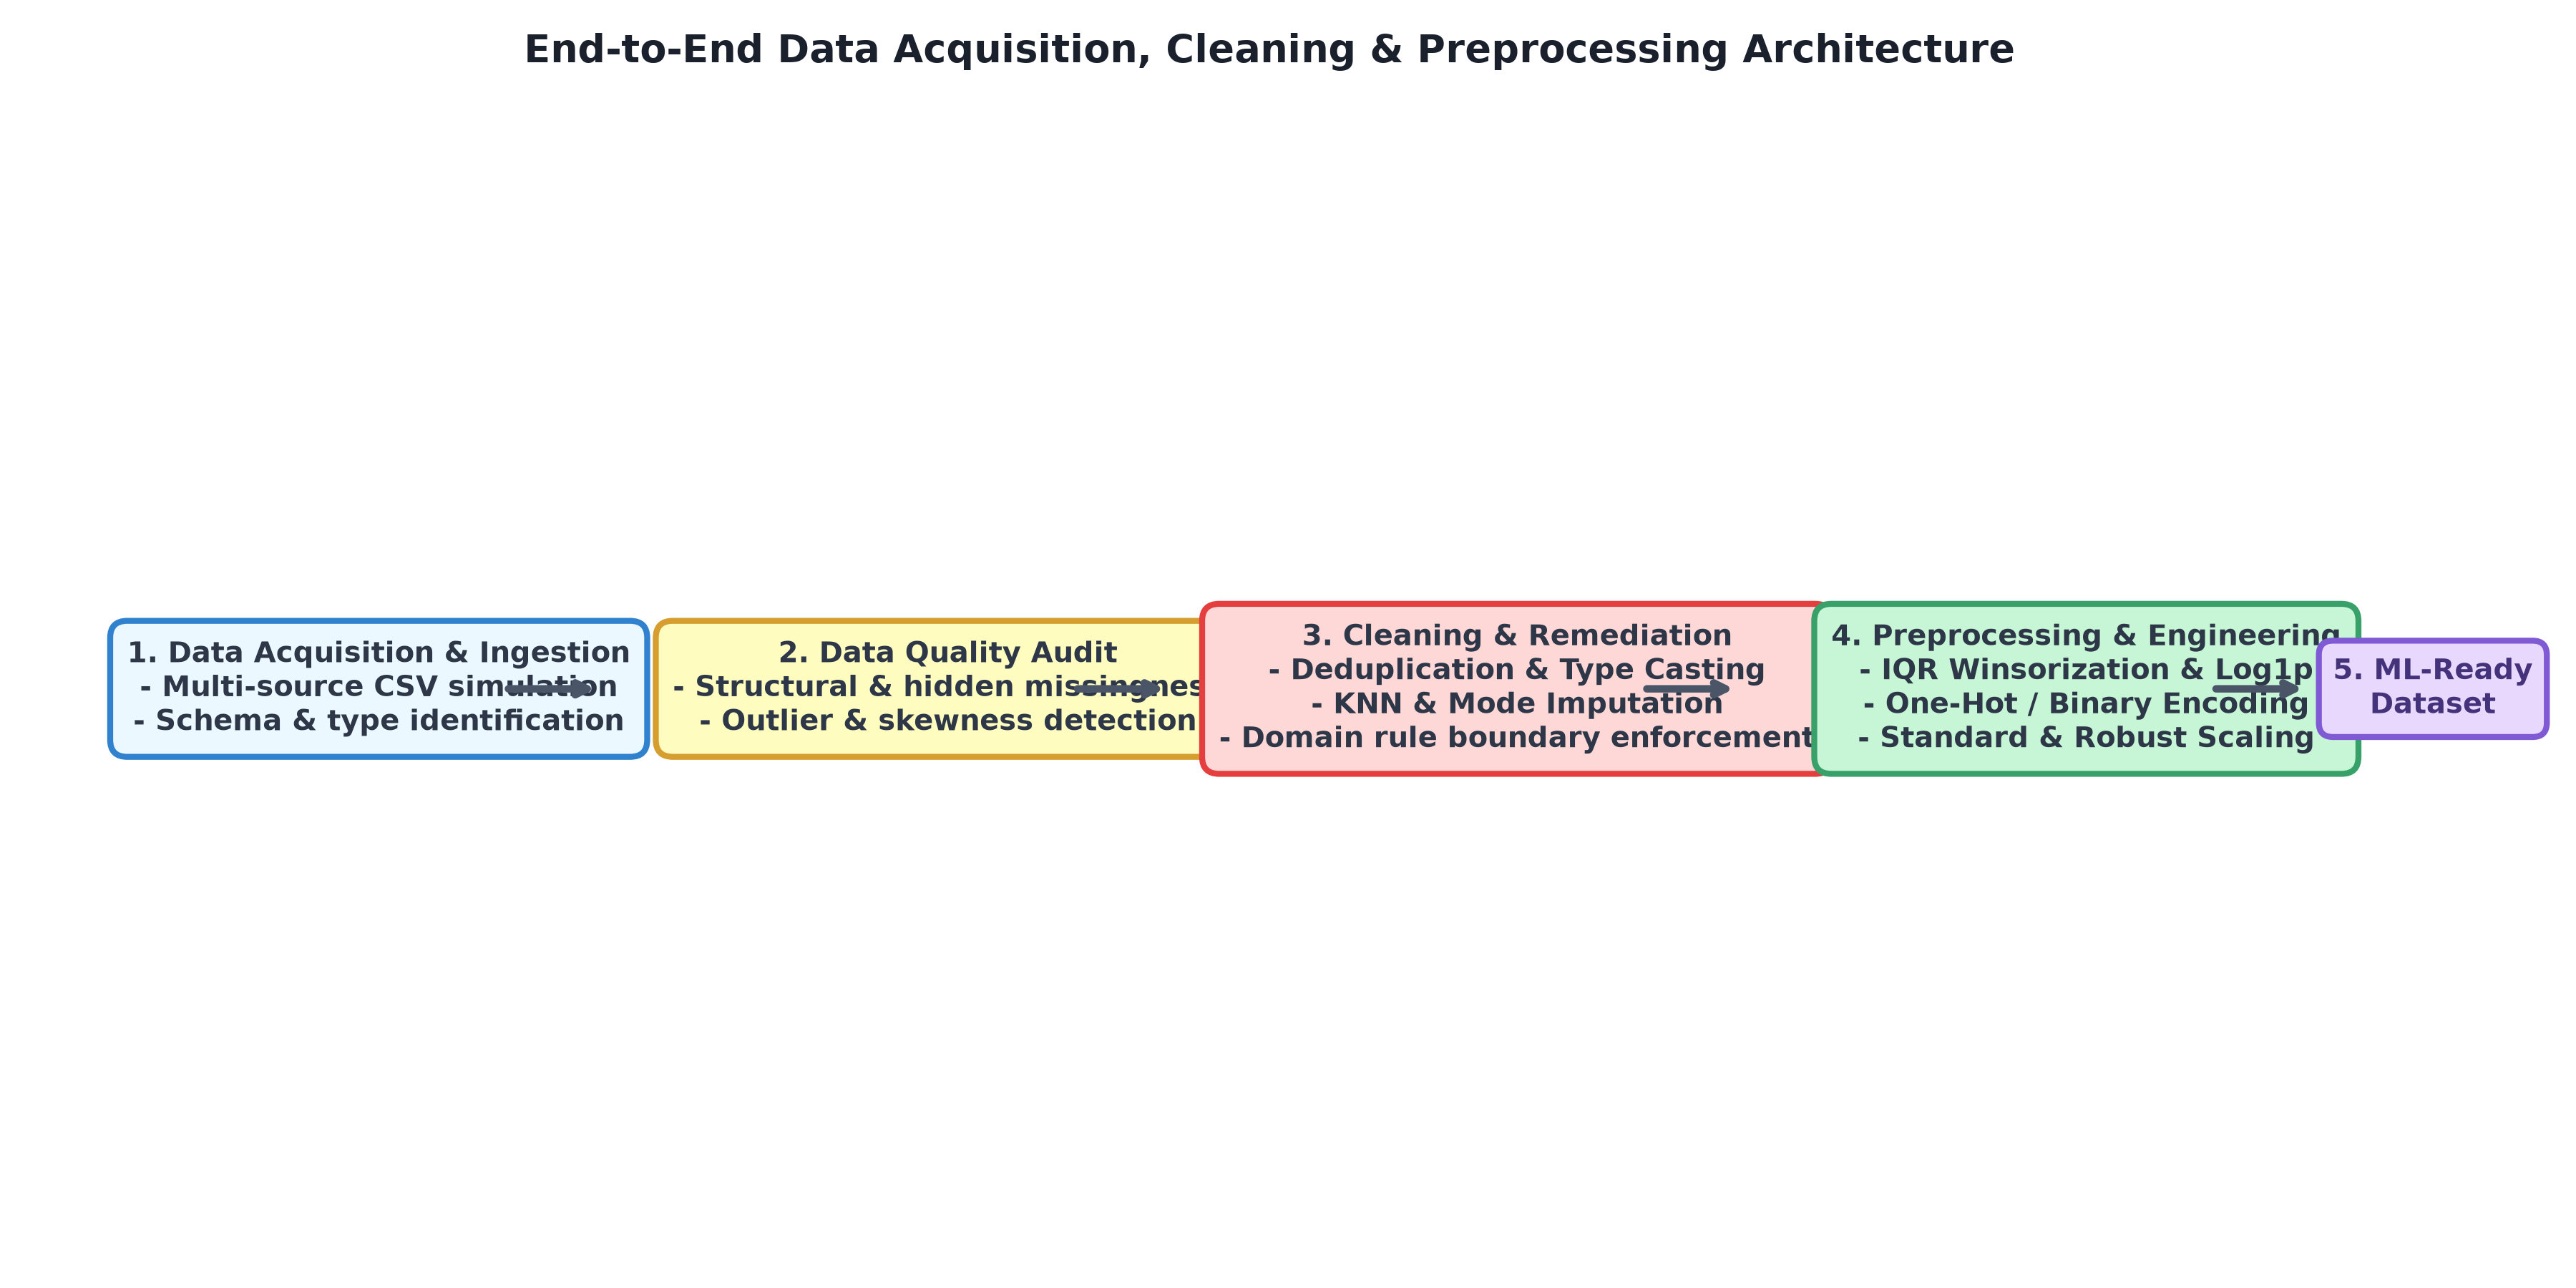 End-to-End Data Acquisition, Cleaning & Preprocessing Architecture
1. Data Acquisition & Ingestion
- Multi-source CSV simulation
- Schema & type identification
2. Data Quality Audit
- Structural & hidden missingnes
- Outlier & skewness detection
3. Cleaning & Remediation
- Deduplication & Type Casting
- KNN & Mode Imputation
- Domain rule boundary enforcement
4. Preprocessing & Engineering
- IQR Winsorization & Log1p
- One-Hot / Binary Encoding
- Standard & Robust Scaling
5. ML-Ready
Dataset